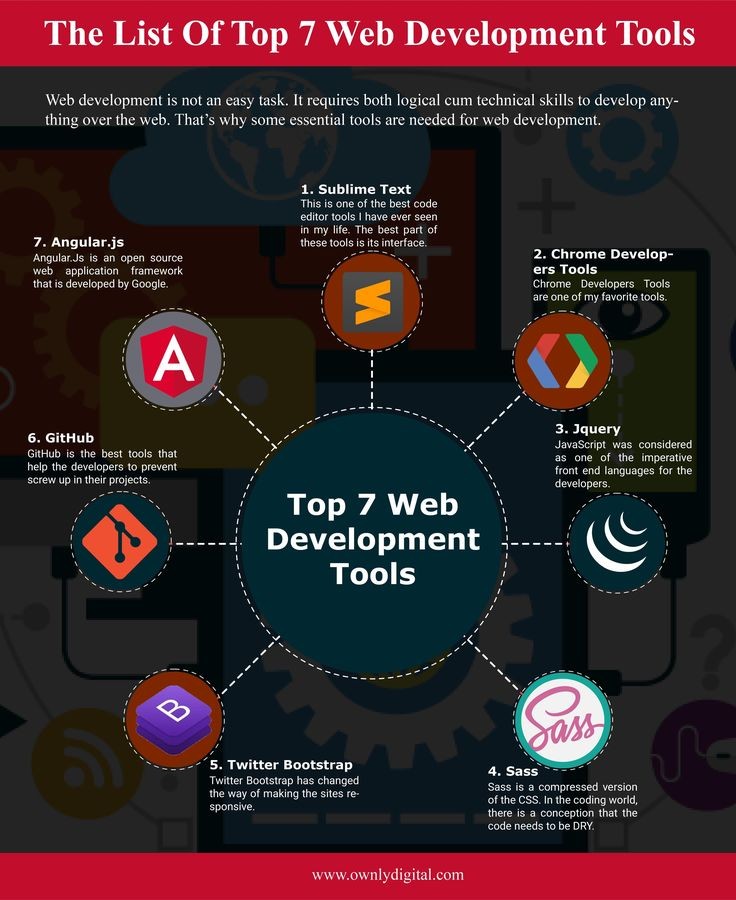 The List Of Top 7 Web Development Tools
Web development is not an easy task. It requires both logical cum technical skills to develop any-
thing over the web. That's why some essential tools are needed for web development.
1. Sublime Text
This is one of the best code
editor tools I have ever seen
in my life. The best part of
these tools is its interface.
2. Chrome Develop-
ers Tools
Chrome Developers Tools
are one of my favorite tools.
3. Jquery
JavaScript was considered
as one of the imperative
front end languages for the
developers.
4. Sass
Sass is a compressed version
of the CSS. In the coding world,
there is a conception that the
code needs to be DRY.
5. Twitter Bootstrap
Twitter Bootstrap has changed
the way of making the sites re-
sponsive.
6. GitHub
GitHub is the best tools that
help the developers to prevent
screw up in their projects.
7. Angular.js
Angular.Js is an open source
web application framework
that is developed by Google.
Top 7 Web
Development
Tools
A
B
Sass
www.ownlydigital.com